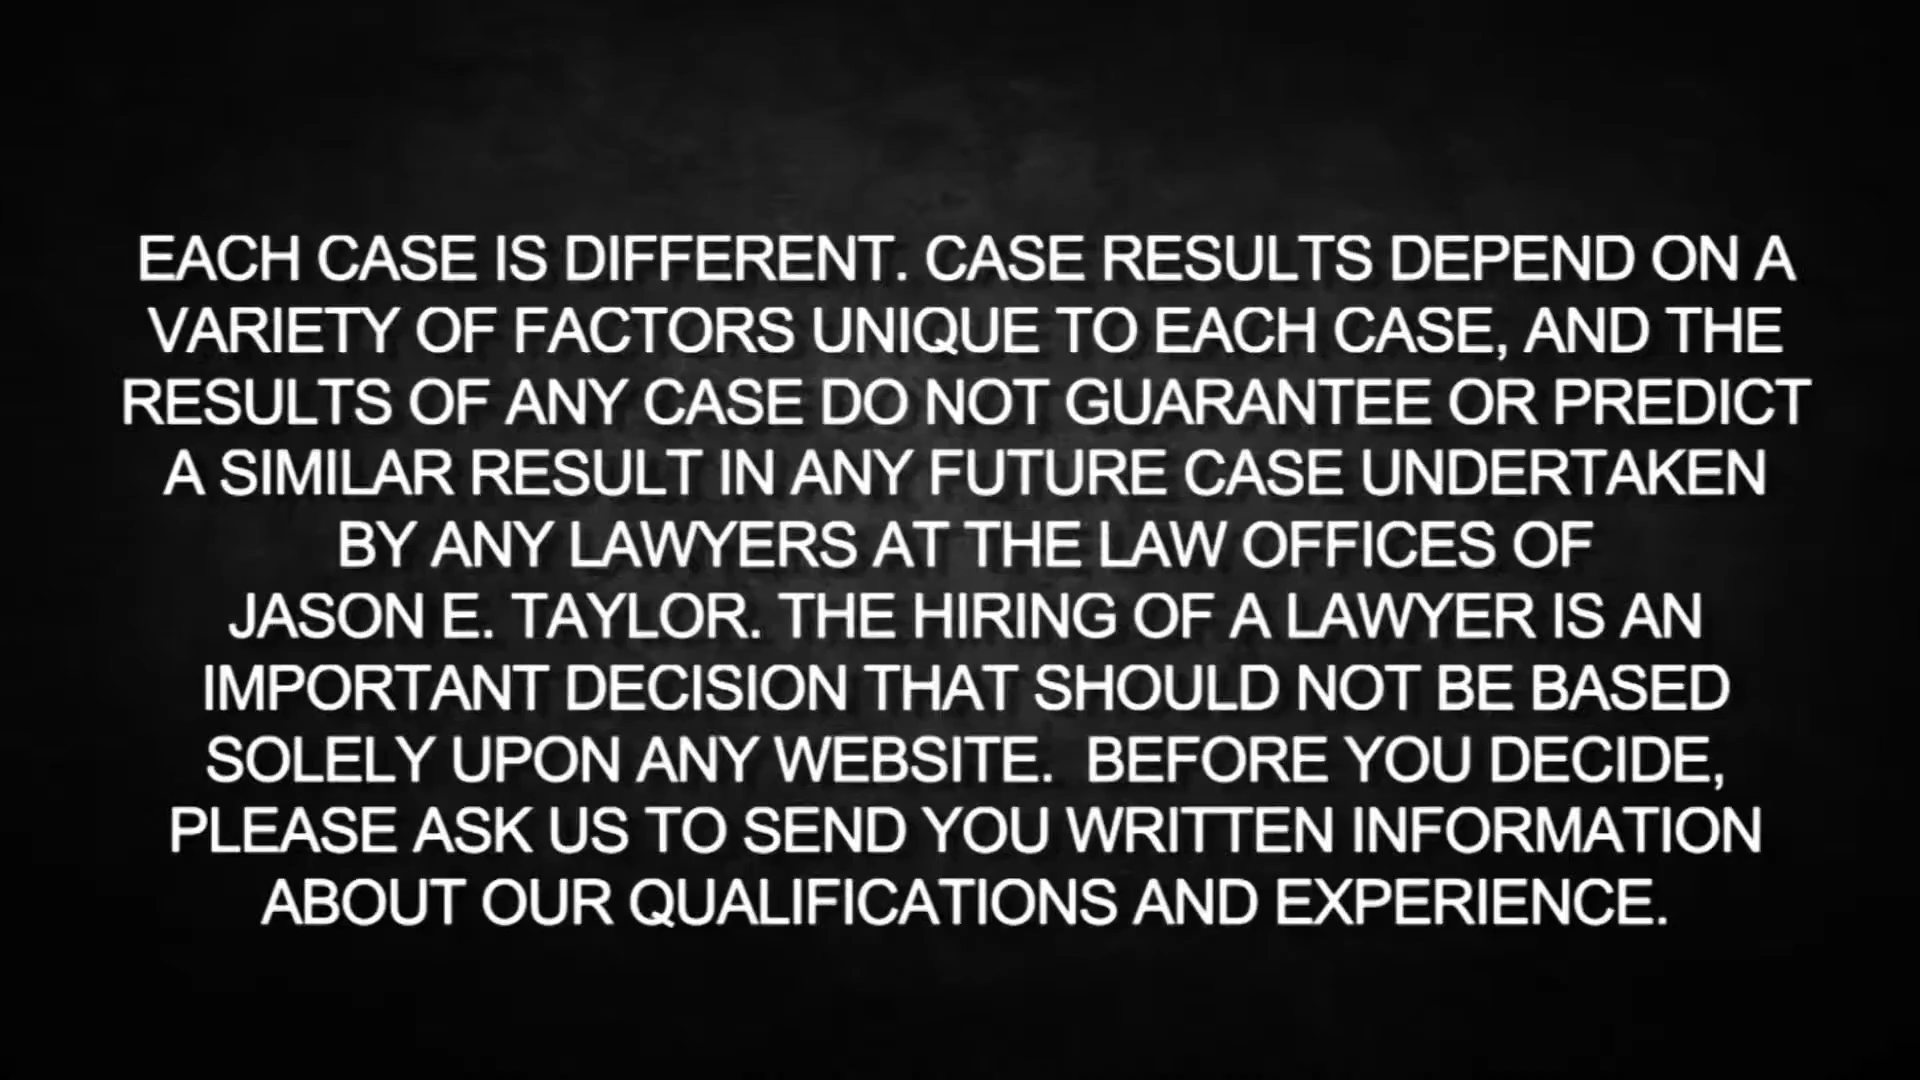 EACH CASE IS DIFFERENT. CASE RESULTS DEPEND ON A
VARIETY OF FACTORS UNIQUE TO EACH CASE, AND THE
RESULTS OF ANY CASE DO NOT GUARANTEE OR PREDICT
A SIMILAR RESULT IN ANY FUTURE CASE UNDERTAKEN
BY ANY LAWYERS AT THE LAW OFFICES OF
JASON E. TAYLOR. THE HIRING OF A LAWYER IS AN
IMPORTANT DECISION THAT SHOULD NOT BE BASED
SOLELY UPON ANY WEBSITE.  BEFORE YOU DECIDE,
PLEASE ASK US TO SEND YOU WRITTEN INFORMATION
ABOUT OUR QUALIFICATIONS AND EXPERIENCE.